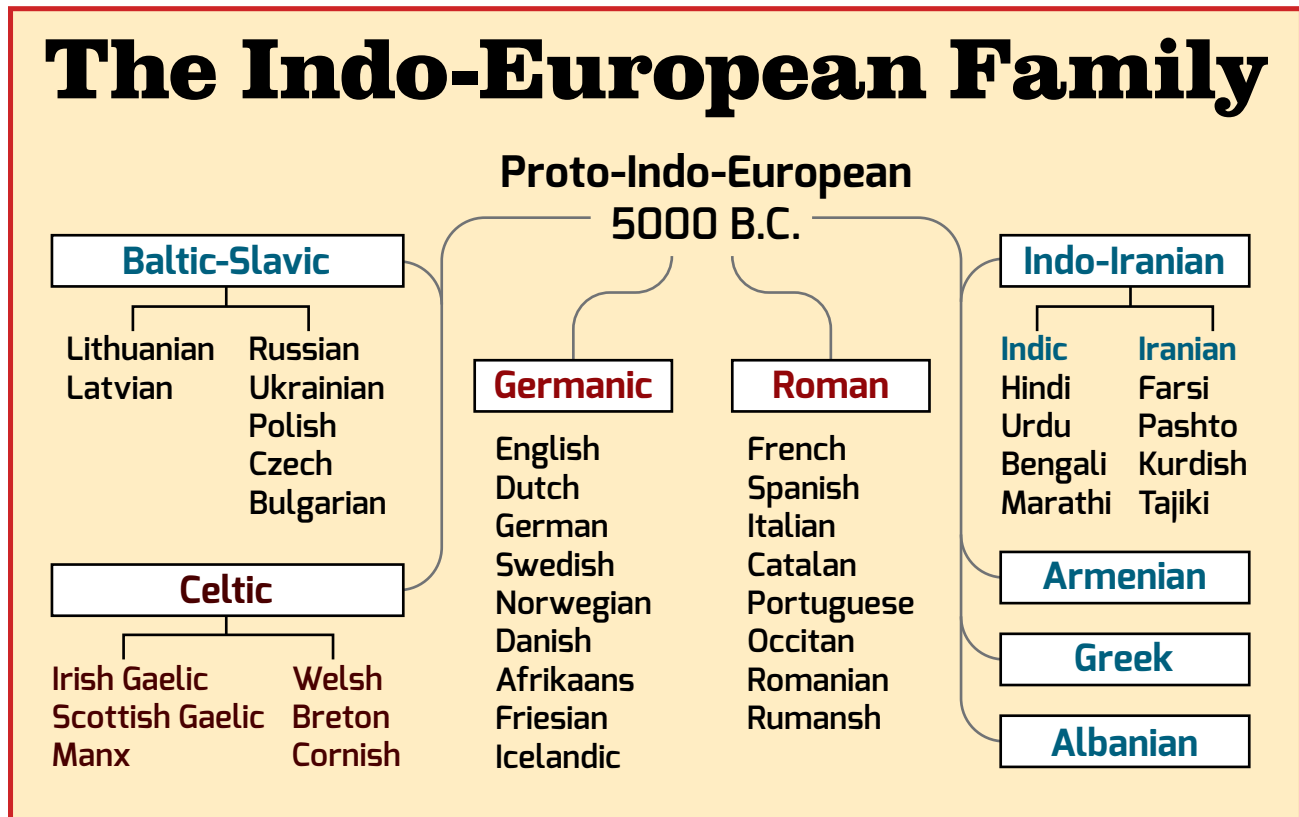 The Indo-European Family
Proto-Indo-European
5000 B.C.
Baltic-Slavic
Lithuanian
Latvian
Russian
Ukrainian
Polish
Czech
Bulgarian
Celtic
Irish Gaelic
Scottish Gaelic
Manx
Welsh
Breton
Cornish
Germanic
English
Dutch
German
Swedish
Norwegian
Danish
Afrikaans
Friesian
Icelandic
Roman
French
Spanish
Italian
Catalan
Portuguese
Occitan
Romanian
Rumansh
Indo-Iranian
Indic
Hindi
Urdu
Bengali
Marathi
Iranian
Farsi
Pashto
Kurdish
Tajiki
Armenian
Greek
Albanian